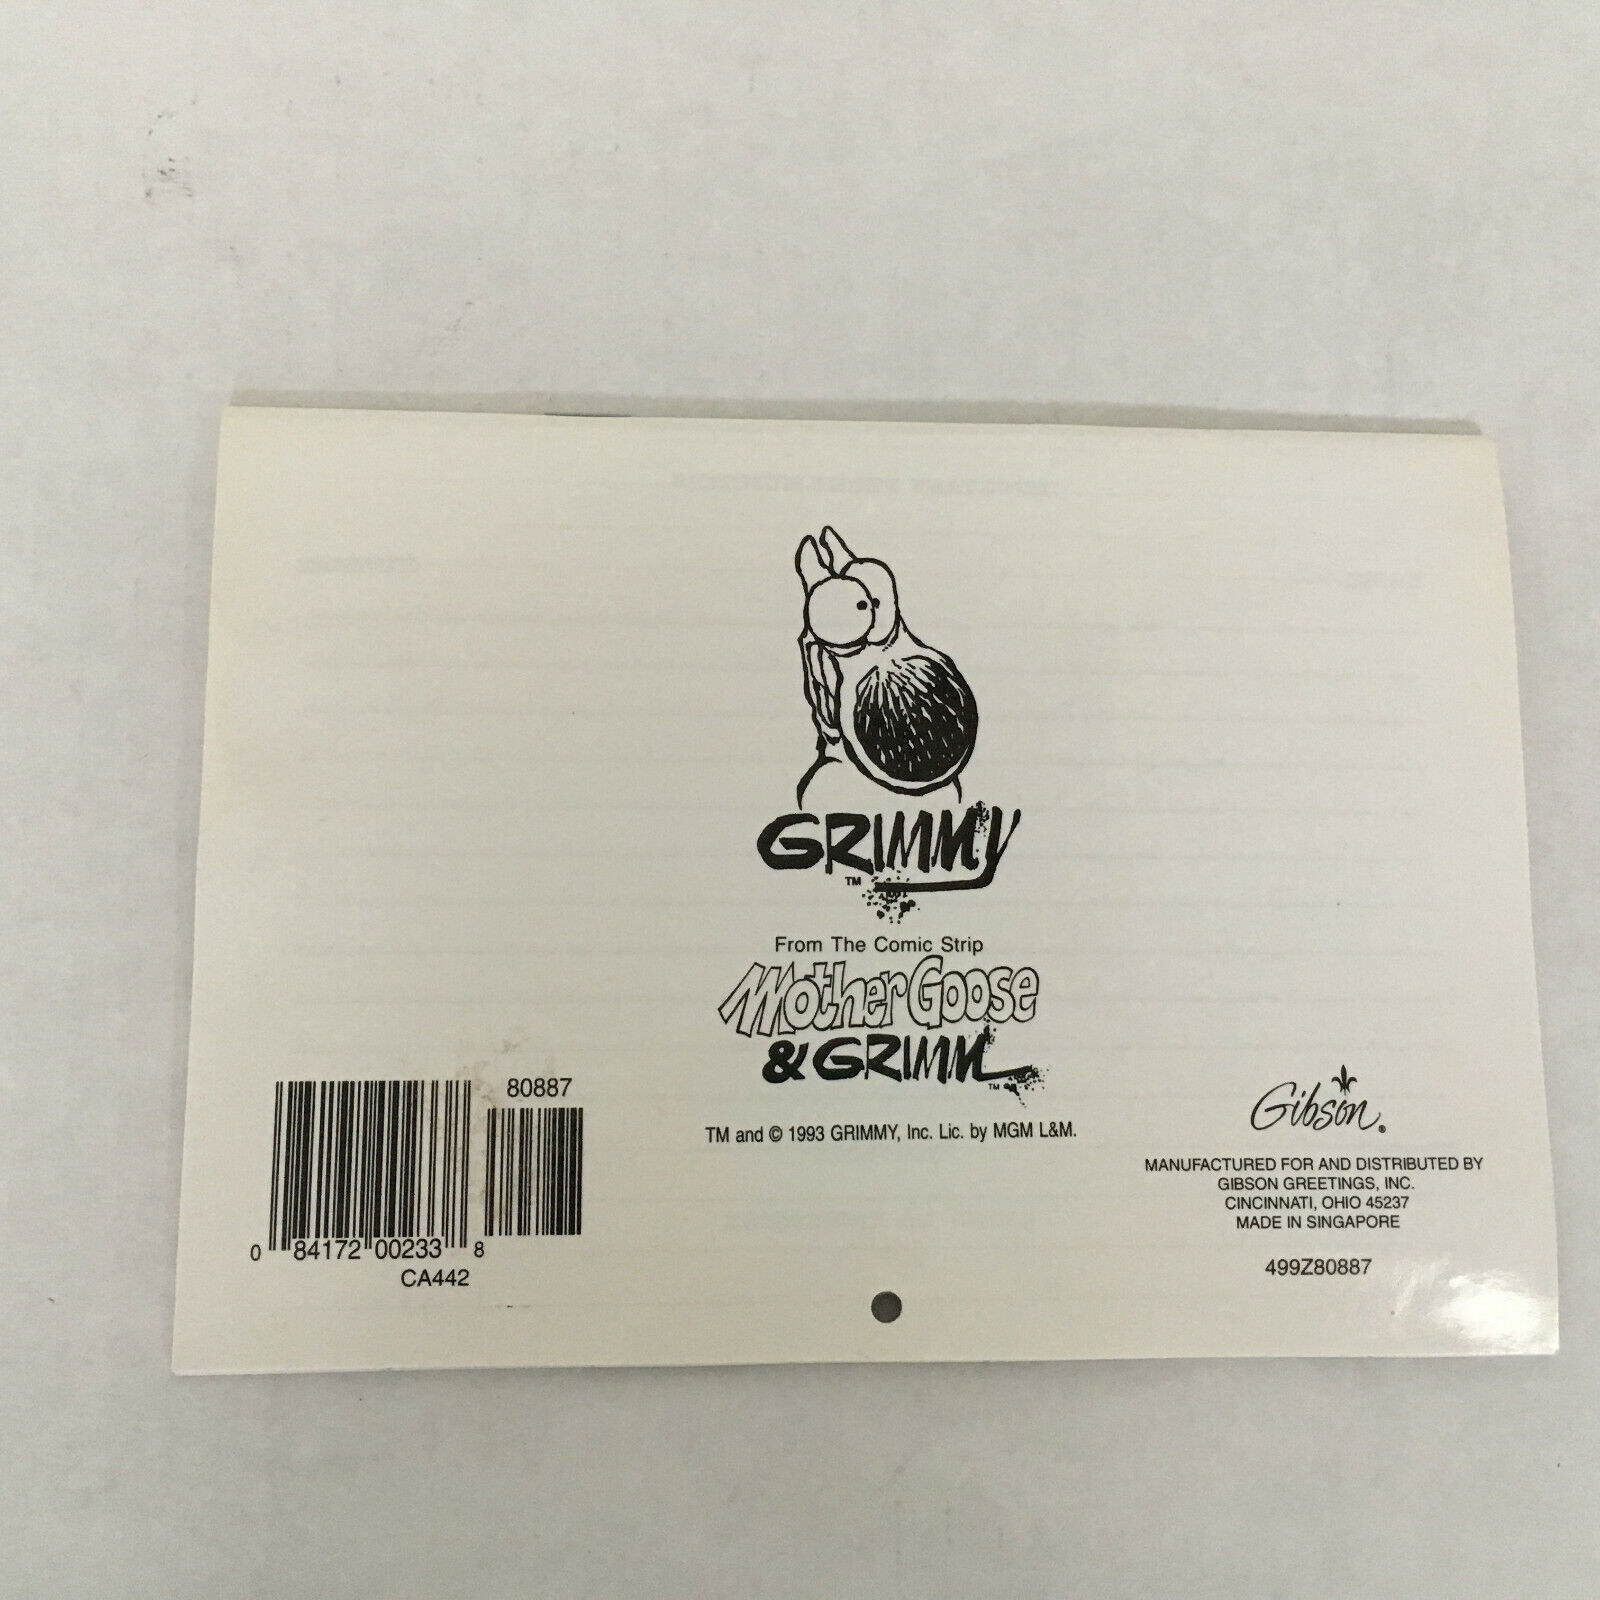 GRIMMY
TM
From The Comic Strip
Mother Goose
& GRIMM
TM
TM and © 1993 GRIMMY, Inc. Lic. by MGM L&M.
80887
0 84172 00233 8
CA442
Gibson®
MANUFACTURED FOR AND DISTRIBUTED BY
GIBSON GREETINGS, INC.
CINCINNATI, OHIO 45237
MADE IN SINGAPORE
499Z80887